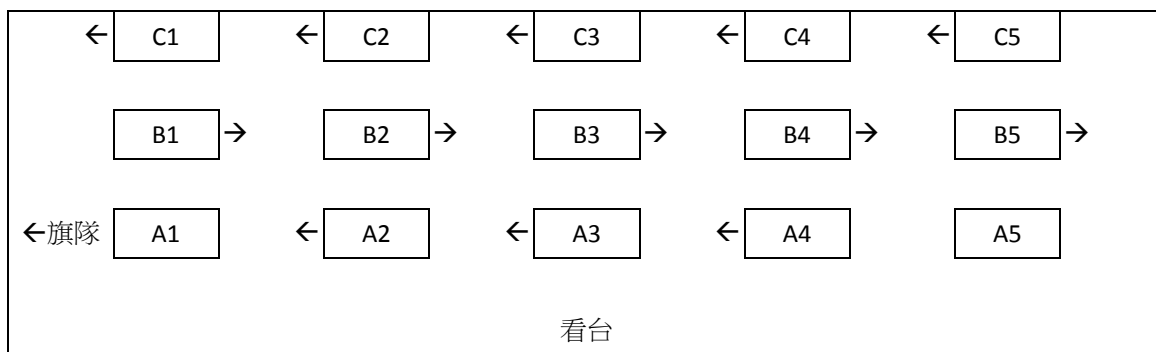 ← C1 ← C2 ← C3 ← C4 ← C5
B1 → B2 → B3 → B4 → B5 →
←旗隊 A1 ← A2 ← A3 ← A4 A5
看台